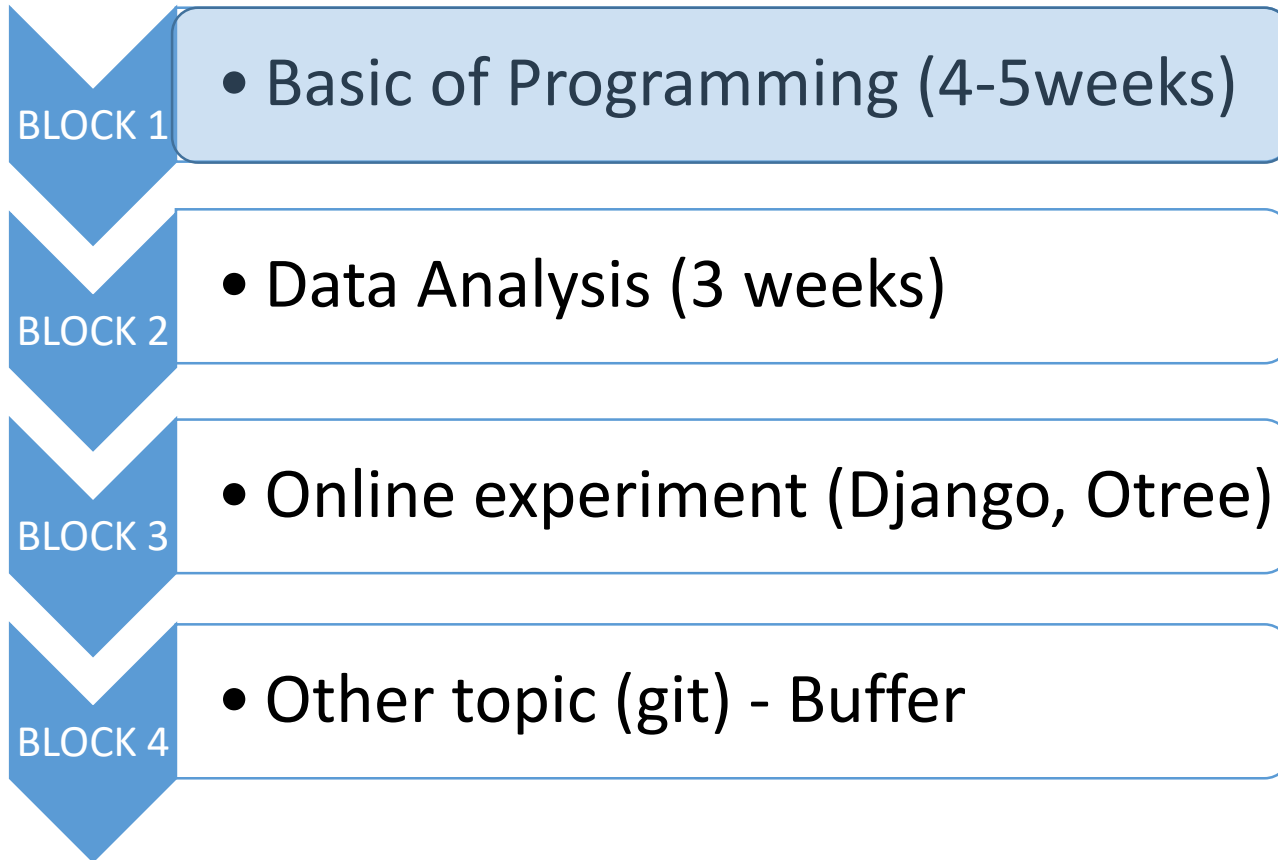 BLOCK 1
• Basic of Programming (4-5weeks)
BLOCK 2
• Data Analysis (3 weeks)
BLOCK 3
• Online experiment (Django, Otree)
BLOCK 4
• Other topic (git) - Buffer